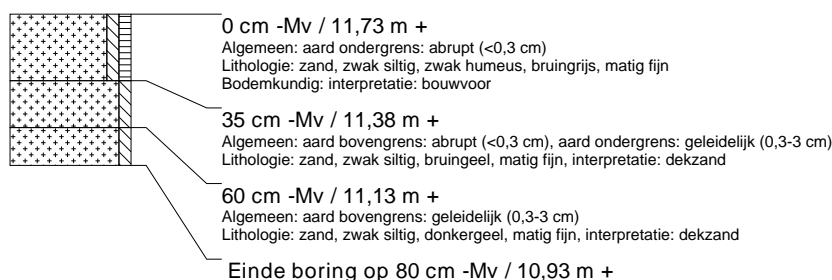 0 cm -Mv / 11,73 m +
Algemeen: aard ondergrens: abrupt (<0,3 cm)
Lithologie: zand, zwak siltig, zwak humeus, bruingrijs, matig fijn
Bodemkundig: interpretatie: bouwvoor
35 cm -Mv / 11,38 m +
Algemeen: aard bovengrens: abrupt (<0,3 cm), aard ondergrens: geleidelijk (0,3-3 cm)
Lithologie: zand, zwak siltig, bruingeel, matig fijn, interpretatie: dekzand
60 cm -Mv / 11,13 m +
Algemeen: aard bovengrens: geleidelijk (0,3-3 cm)
Lithologie: zand, zwak siltig, donkergeel, matig fijn, interpretatie: dekzand
Einde boring op 80 cm -Mv / 10,93 m +